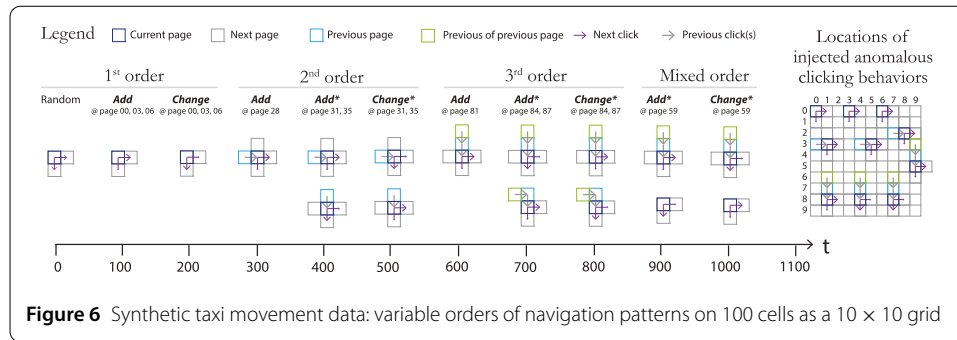 Legend
Current page
Next page
Previous page
Previous of previous page
Next click
Previous click(s)
Locations of
injected anomalous
clicking behaviors
1st order
2nd order
3rd order
Mixed order
Random
Add
@ page 00, 03, 06
Change
@ page 00, 03, 06
Add
@ page 28
Add*
@ page 31, 35
Change*
@ page 31, 35
Add
@ page 81
Add*
@ page 84, 87
Change*
@ page 84, 87
Add*
@ page 59
Change*
@ page 59
0 1 2 3 4 5 6 7 8 9
0
1
2
3
4
5
6
7
8
9
t
0 100 200 300 400 500 600 700 800 900 1000 1100
Figure 6 Synthetic taxi movement data: variable orders of navigation patterns on 100 cells as a 10 × 10 grid